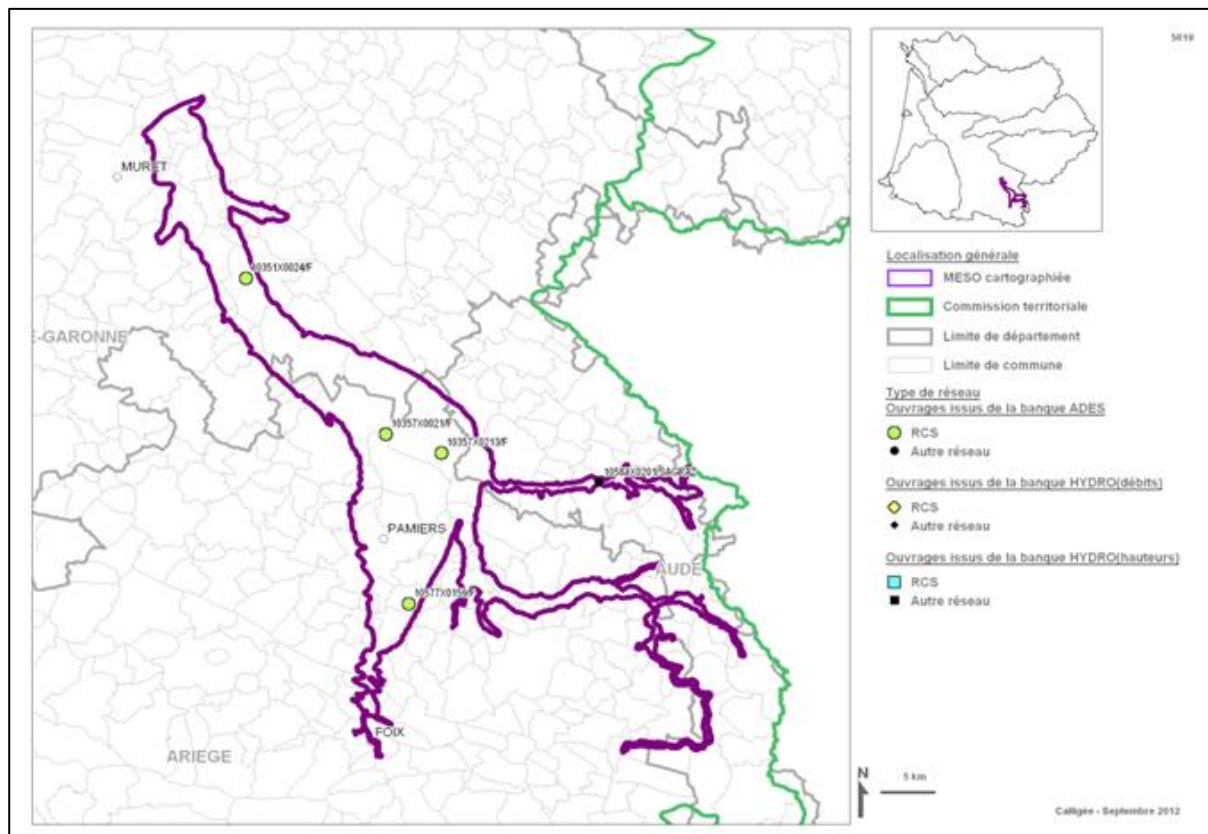 5019
MURET
10351X0024/F
E-GARONNE
10357X0021/F
10357X0213/F
PAMIERS
AUDE
FOIX
ARIEGE
N
5 km
Localisation générale
MESO cartographiée
Commission territoriale
Limite de département
Limite de commune
Type de réseau
Ouvrages issus de la banque ADES
RCS
Autre réseau
Ouvrages issus de la banque HYDRO(débits)
RCS
Autre réseau
Ouvrages issus de la banque HYDRO(hauteurs)
RCS
Autre réseau
Calligée - Septembre 2012